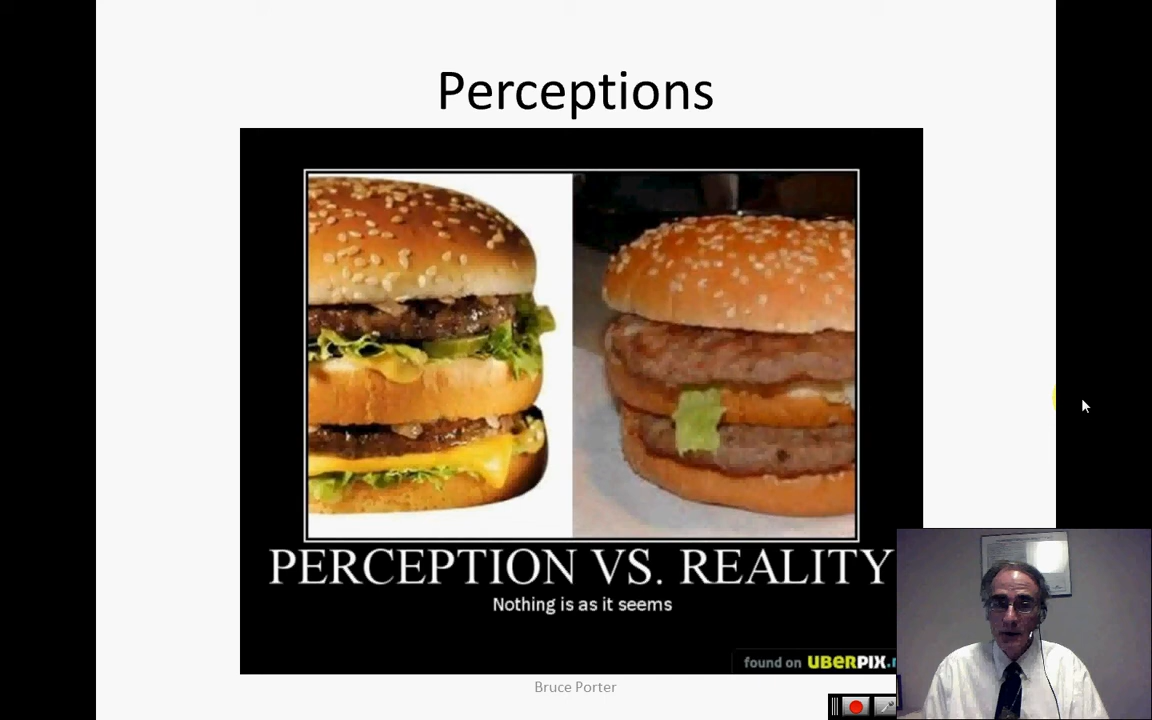 Perceptions
PERCEPTION VS. REALITY
Nothing is as it seems
found on UBERPIX.
Bruce Porter